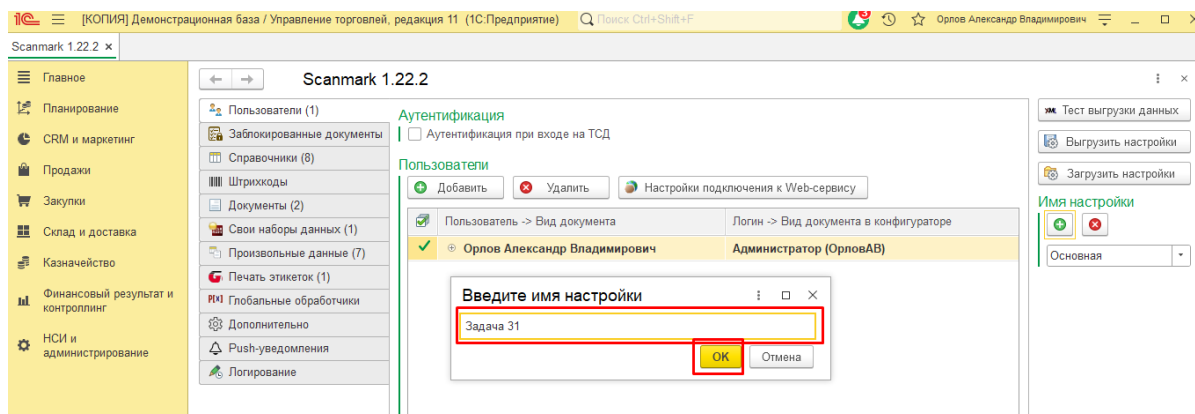 1С [КОПИЯ] Демонстрационная база / Управление торговлей, редакция 11 (1С:Предприятие) Поиск Ctrl+Shift+F 3 Орлов Александр Владимирович
Scanmark 1.22.2 ×
Главное
Планирование
CRM и маркетинг
Продажи
Закупки
Склад и доставка
Казначейство
Финансовый результат и
контроллинг
НСИ и
администрирование
Scanmark 1.22.2
Пользователи (1)
Заблокированные документы
Справочники (8)
Штрихкоды
Документы (2)
Свои наборы данных (1)
Произвольные данные (7)
Печать этикеток (1)
P[x] Глобальные обработчики
Дополнительно
Push-уведомления
Логирование
Аутентификация
Аутентификация при входе на ТСД
Пользователи
Добавить Удалить Настройки подключения к Web-сервису
Пользователь -> Вид документа Логин -> Вид документа в конфигураторе
Орлов Александр Владимирович Администратор (ОрловАВ)
Введите имя настройки
Задача 31
OK Отмена
XML Тест выгрузки данных
Выгрузить настройки
Загрузить настройки
Имя настройки
Основная